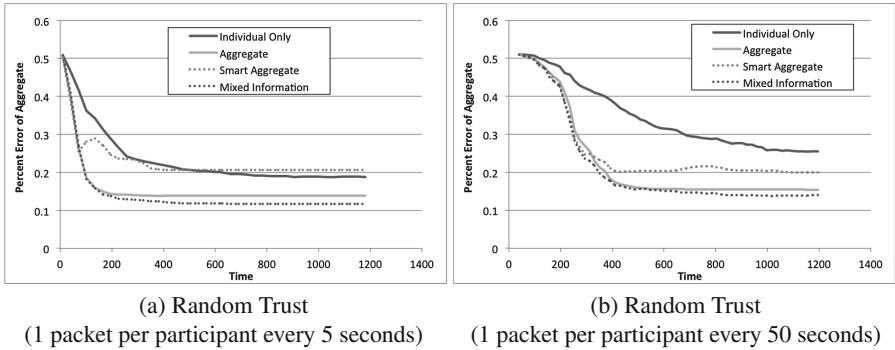 Percent Error of Aggregate
0.6
0.5
0.4
0.3
0.2
0.1
0
Individual Only
Aggregate
Smart Aggregate
Mixed Information
0 200 400 600 800 1000 1200 1400
Time
(a) Random Trust
(1 packet per participant every 5 seconds)
Percent Error of Aggregate
0.6
0.5
0.4
0.3
0.2
0.1
0
Individual Only
Aggregate
Smart Aggregate
Mixed Information
0 200 400 600 800 1000 1200 1400
Time
(b) Random Trust
(1 packet per participant every 50 seconds)